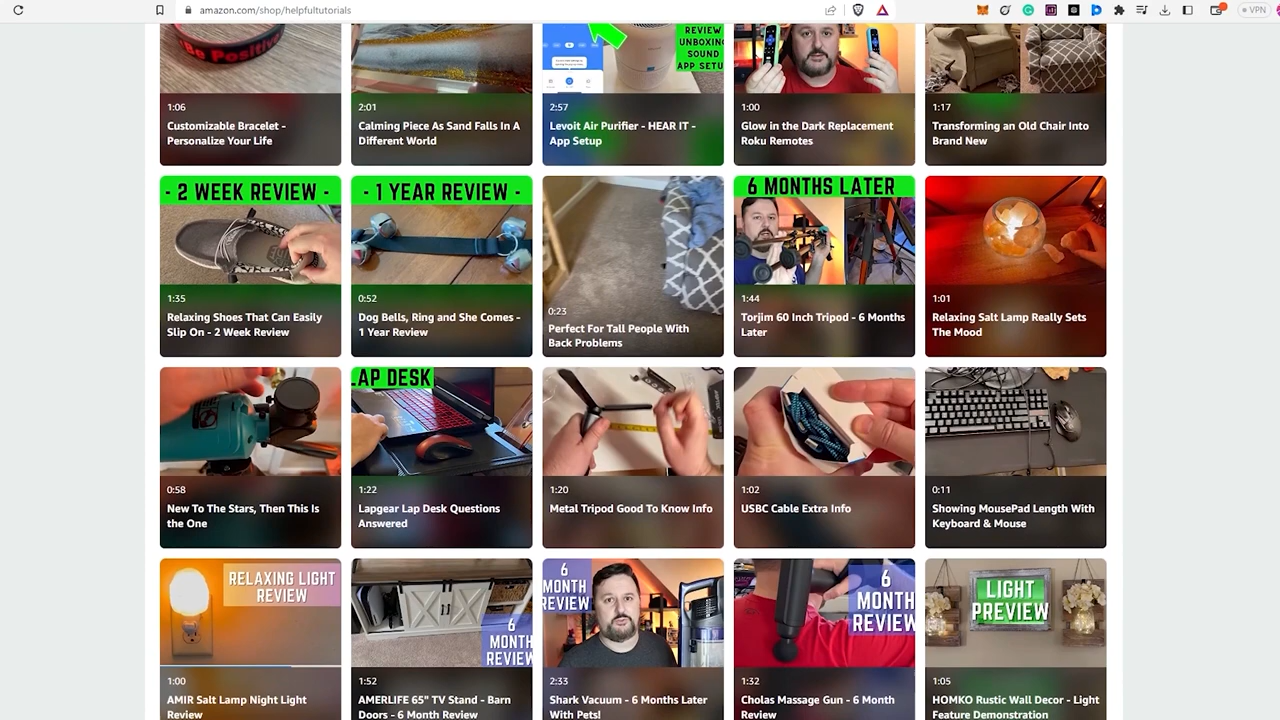 amazon.com/shop/helpfultutorials
VPN
Be Positive
REVIEW
UNBOXING
SOUND
APP SETUP
1:06
Customizable Bracelet -
Personalize Your Life
2:01
Calming Piece As Sand Falls In A
Different World
2:57
Levoit Air Purifier - HEAR IT -
App Setup
1:00
Glow in the Dark Replacement
Roku Remotes
1:17
Transforming an Old Chair Into
Brand New
- 2 WEEK REVIEW -
1:35
Relaxing Shoes That Can Easily
Slip On - 2 Week Review
- 1 YEAR REVIEW -
0:52
Dog Bells, Ring and She Comes -
1 Year Review
0:23
Perfect For Tall People With
Back Problems
6 MONTHS LATER
1:44
Torjim 60 Inch Tripod - 6 Months
Later
1:01
Relaxing Salt Lamp Really Sets
The Mood
0:58
New To The Stars, Then This Is
the One
LAP DESK
1:22
Lapgear Lap Desk Questions
Answered
1:20
Metal Tripod Good To Know Info
1:02
USBC Cable Extra Info
0:11
Showing MousePad Length With
Keyboard & Mouse
RELAXING LIGHT
REVIEW
1:00
AMIR Salt Lamp Night Light
Review
6
MONTH
REVIEW
1:52
AMERLIFE 65" TV Stand - Barn
Doors - 6 Month Review
6
MONTH
REVIEW
2:33
Shark Vacuum - 6 Months Later
With Pets!
6
MONTH
REVIEW
1:32
Cholas Massage Gun - 6 Month
Review
LIGHT
PREVIEW
1:05
HOMKO Rustic Wall Decor - Light
Feature Demonstration